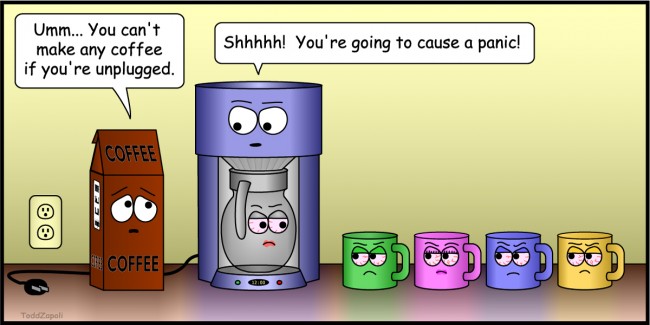 Umm... You can't
make any coffee
if you're unplugged.
Shhhhh! You're going to cause a panic!
COFFEE
COFFEE
12:00
ToddZapoli